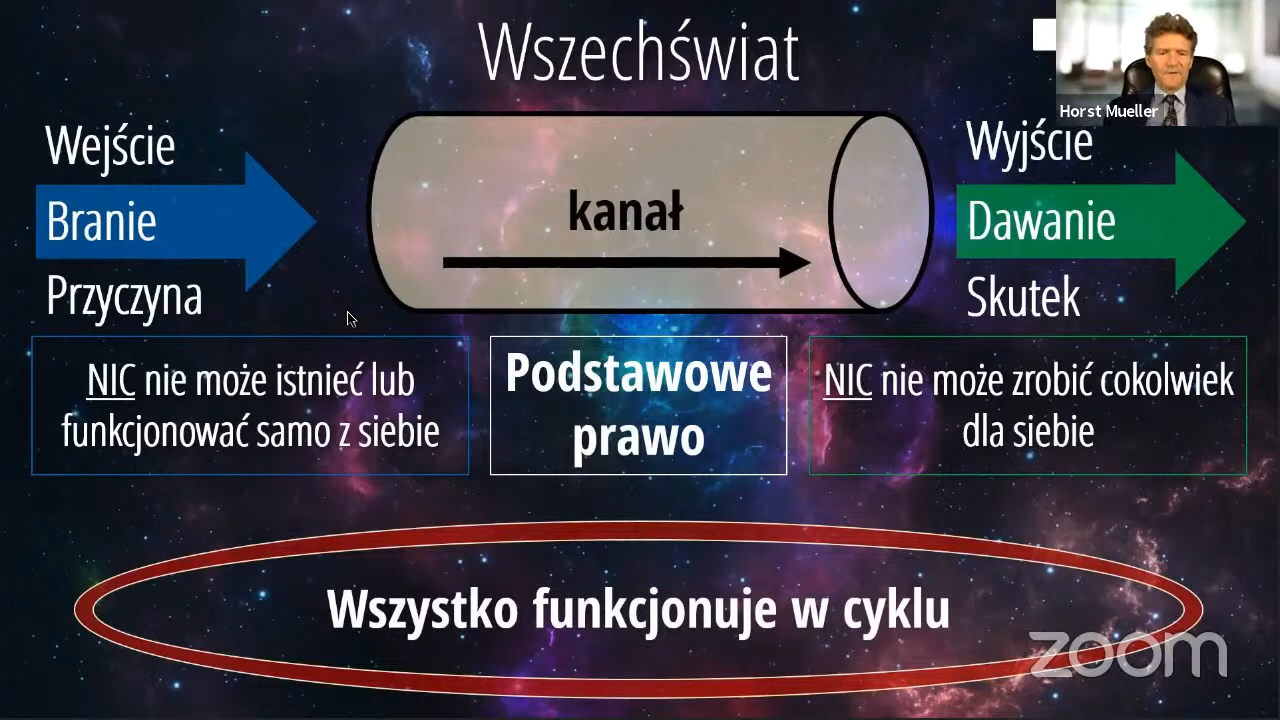 Wszechświat
Horst Mueller
Wejście
Branie
Przyczyna
kanał
Wyjście
Dawanie
Skutek
NIC nie może istnieć lub
funkcjonować samo z siebie
Podstawowe
prawo
NIC nie może zrobić cokolwiek
dla siebie
Wszystko funkcjonuje w cyklu
zoom